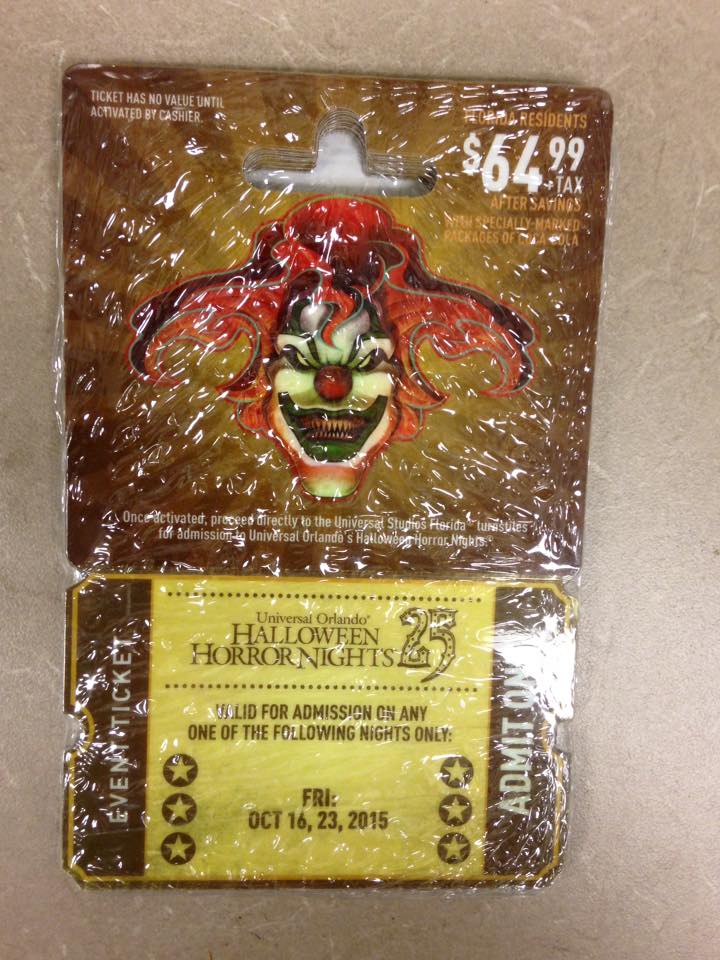 TICKET HAS NO VALUE UNTIL
ACTIVATED BY CASHIER.
FLORIDA RESIDENTS
$64.99
+TAX
AFTER SAVINGS
WITH SPECIALLY-MARKED
PACKAGES OF COCA-COLA
Once activated, proceed directly to the Universal Studios Florida™ turnstiles
for admission to Universal Orlando's Halloween Horror Nights.
Universal Orlando®
HALLOWEEN
HORROR NIGHTS 25
EVENT TICKET
VALID FOR ADMISSION ON ANY
ONE OF THE FOLLOWING NIGHTS ONLY:
FRI:
OCT 16, 23, 2015
ADMIT ONE